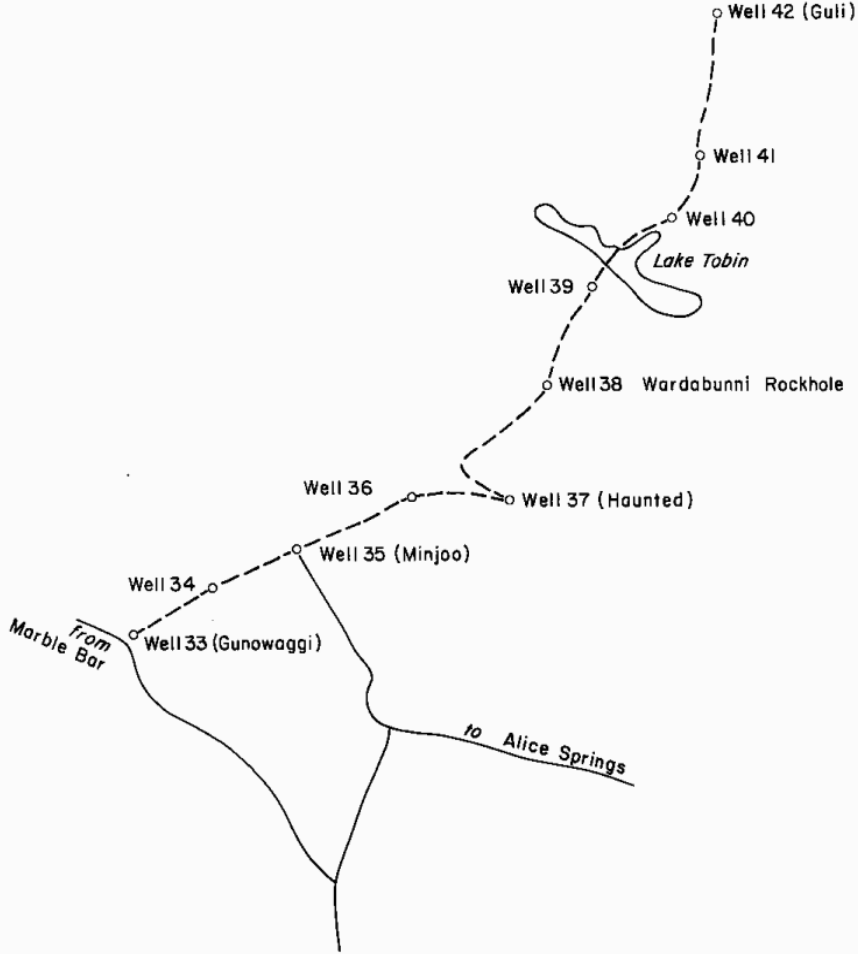 Well 42 (Guli)
Well 41
Well 40
Lake Tobin
Well 39
Well 38 Wardabunni Rockhole
Well 36
Well 37 (Haunted)
Well 35 (Minjoo)
Well 34
from
Marble Bar
Well 33 (Gunowaggi)
to Alice Springs